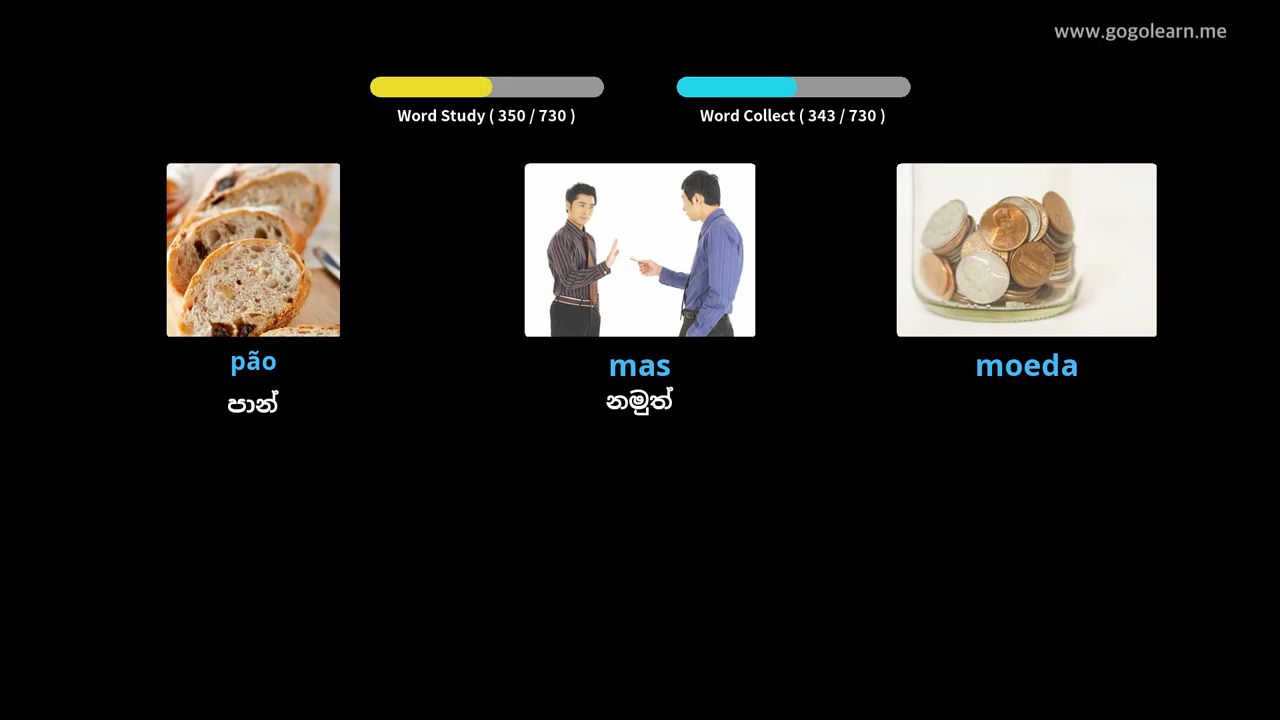 www.gogolearn.me
Word Study ( 350 / 730 )
Word Collect ( 343 / 730 )
pão
mas
moeda
පාන්
නමුත්